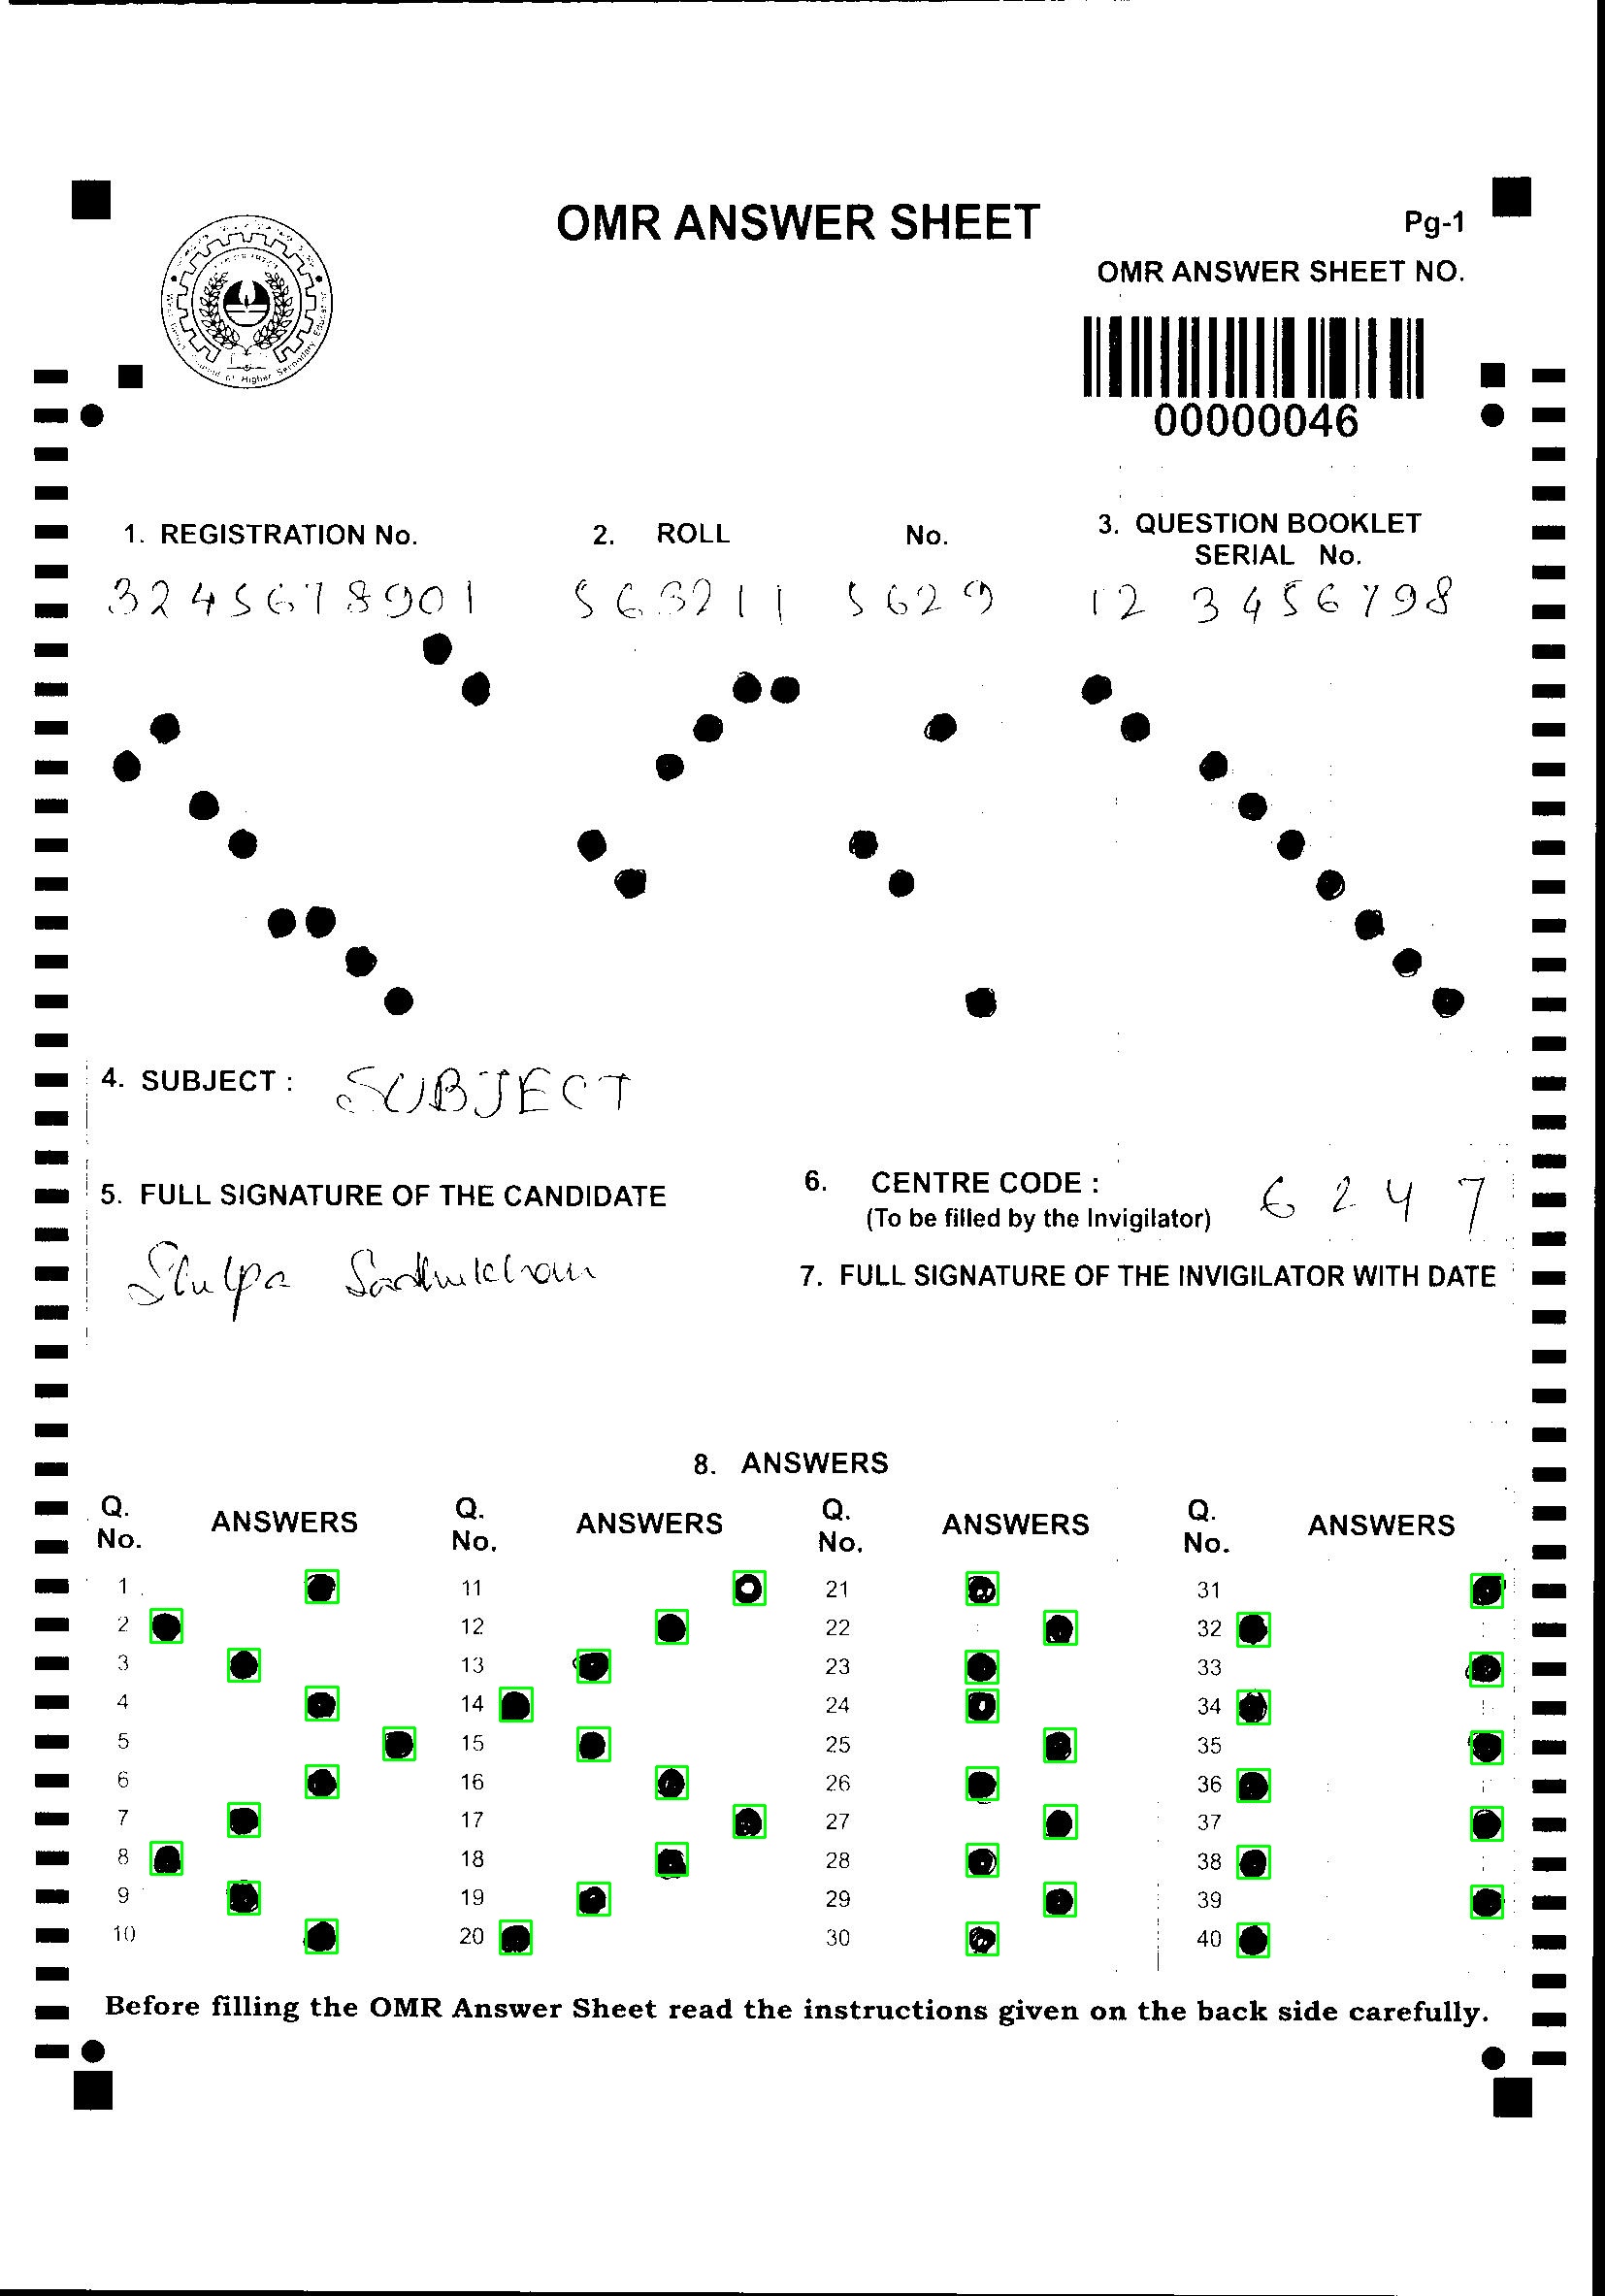 OMR ANSWER SHEET
Pg-1
OMR ANSWER SHEET NO.
00000046
1. REGISTRATION No.
2. ROLL No.
3. QUESTION BOOKLET
SERIAL No.
3245678901 563211 5629 123456798
4. SUBJECT : SUBJECT
5. FULL SIGNATURE OF THE CANDIDATE
6. CENTRE CODE : 6247
(To be filled by the Invigilator)
7. FULL SIGNATURE OF THE INVIGILATOR WITH DATE
8. ANSWERS
Q. No. ANSWERS Q. No. ANSWERS Q. No. ANSWERS Q. No. ANSWERS
1 11 21 31
2 12 22 32
3 13 23 33
4 14 24 34
5 15 25 35
6 16 26 36
7 17 27 37
8 18 28 38
9 19 29 39
10 20 30 40
Before filling the OMR Answer Sheet read the instructions given on the back side carefully.